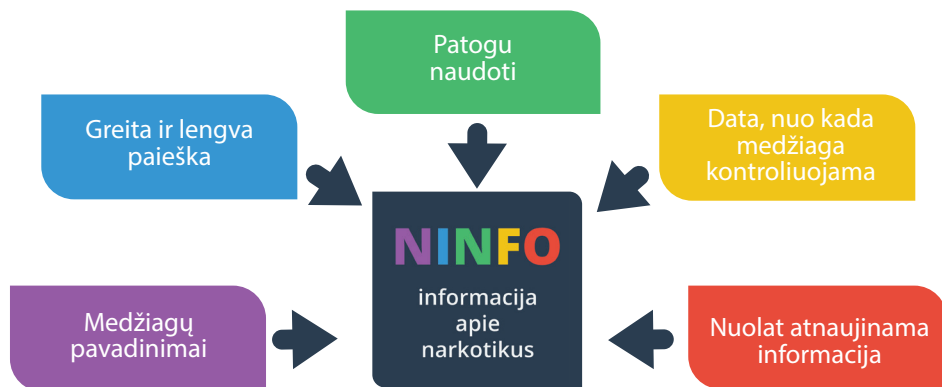 Patogu
naudoti
Greita ir lengva
paieška
Data, nuo kada
medžiaga
kontroliuojama
NINFO
informacija
apie
narkotikus
Medžiagų
pavadinimai
Nuolat atnaujinama
informacija